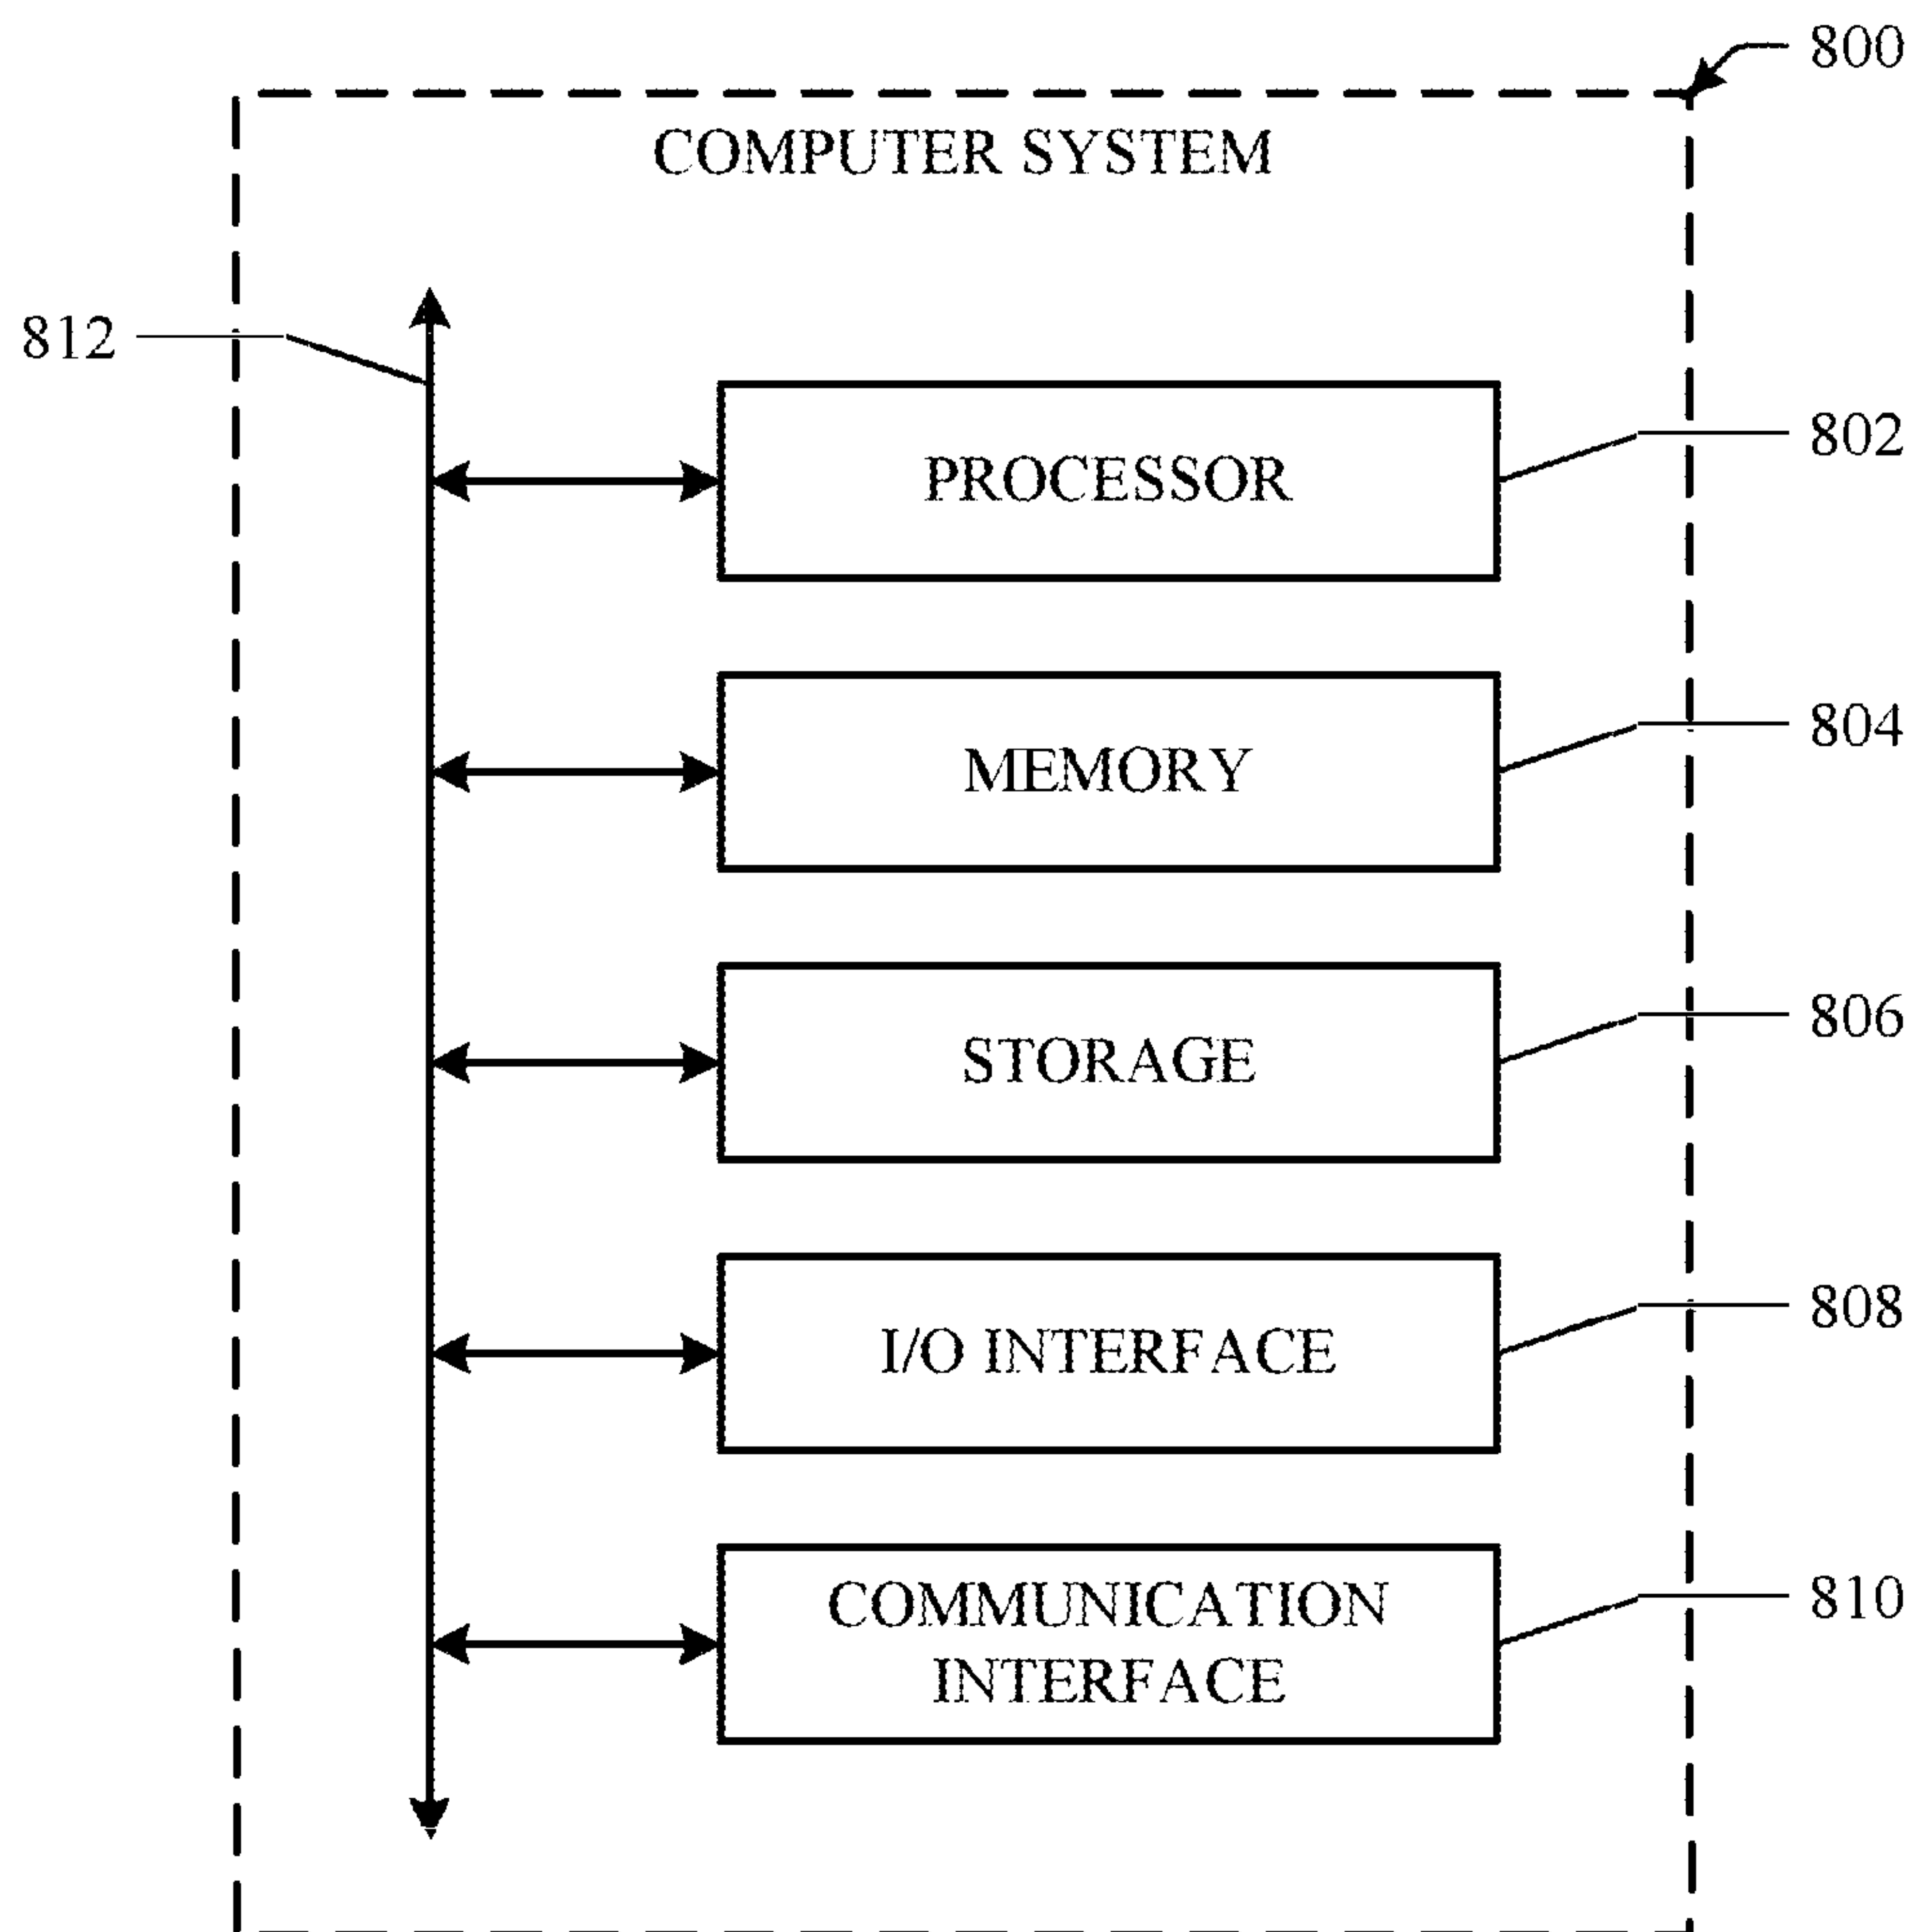 800
COMPUTER SYSTEM
812
PROCESSOR
802
MEMORY
804
STORAGE
806
I/O INTERFACE
808
COMMUNICATION
INTERFACE
810